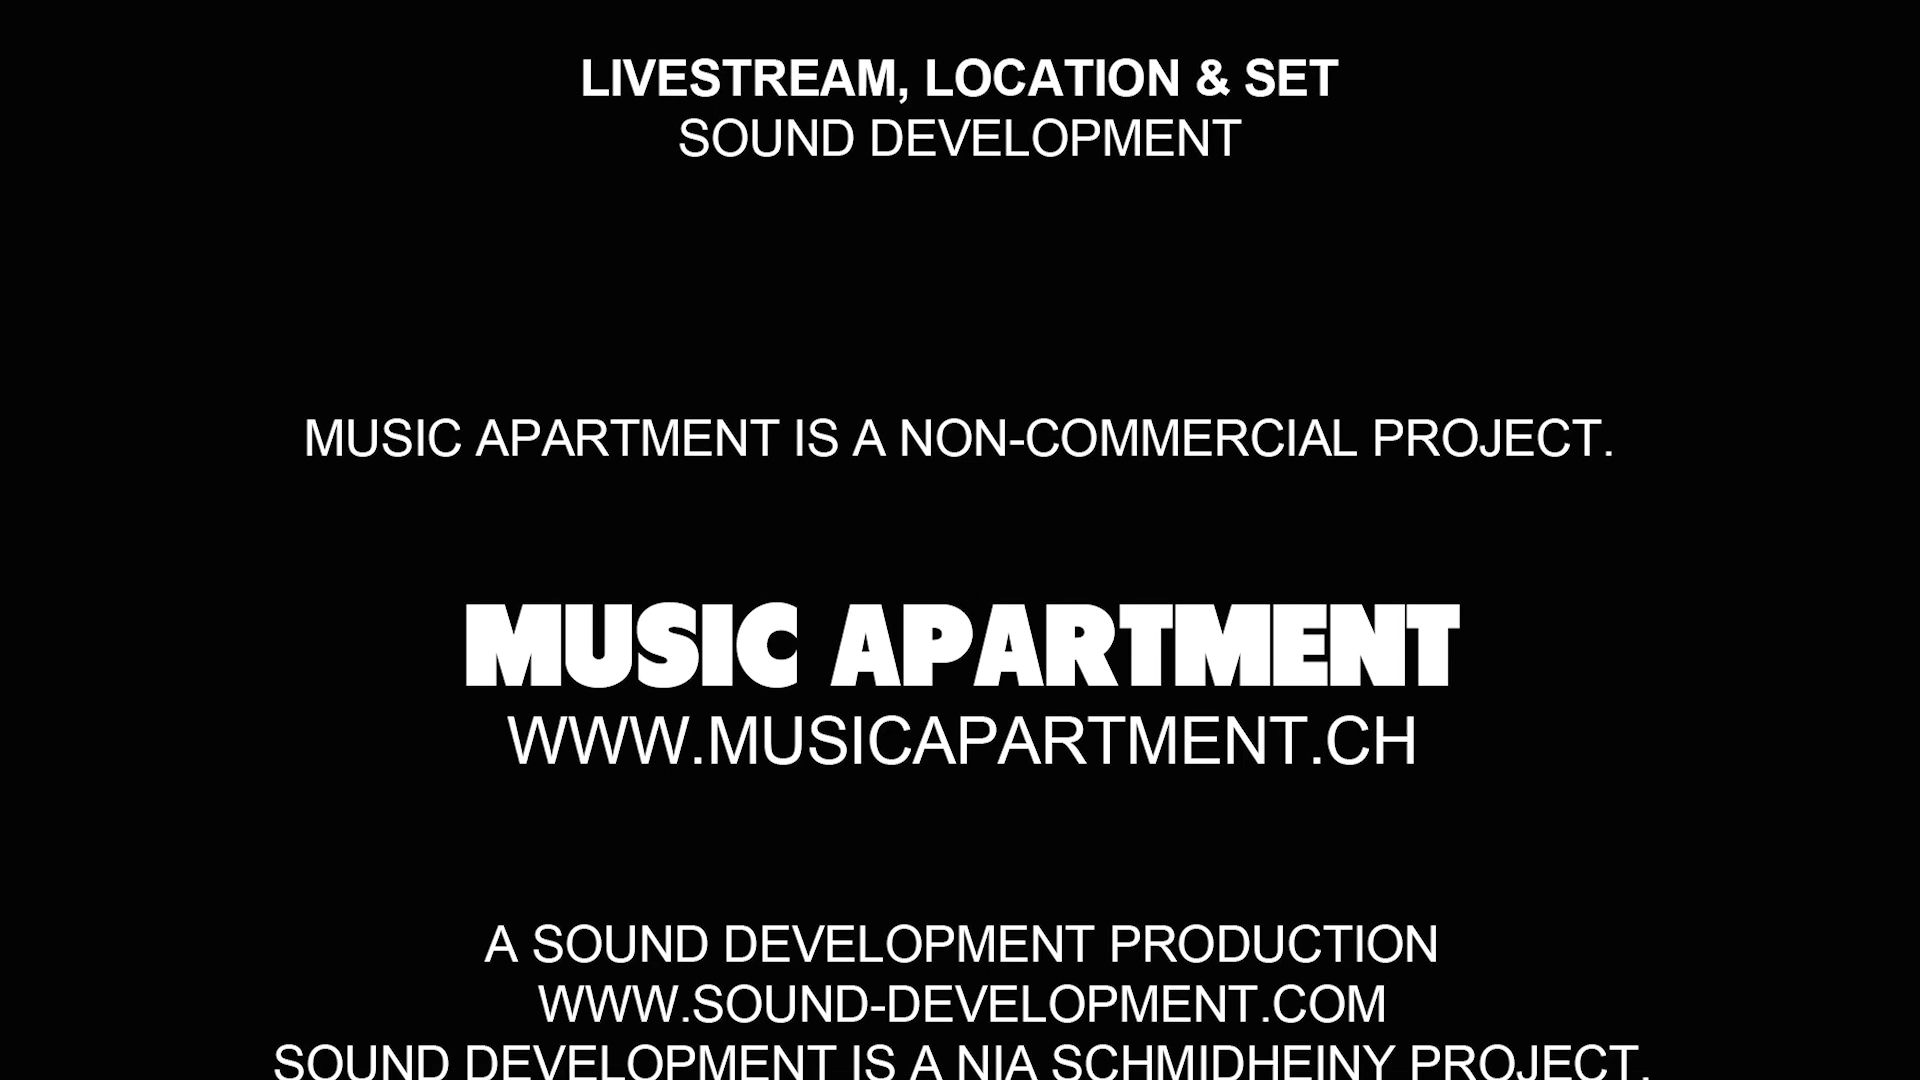 LIVESTREAM, LOCATION & SET
SOUND DEVELOPMENT
MUSIC APARTMENT IS A NON-COMMERCIAL PROJECT.
MUSIC APARTMENT
WWW.MUSICAPARTMENT.CH
A SOUND DEVELOPMENT PRODUCTION
WWW.SOUND-DEVELOPMENT.COM
SOUND DEVELOPMENT IS A NIA SCHMIDHEINY PROJECT.